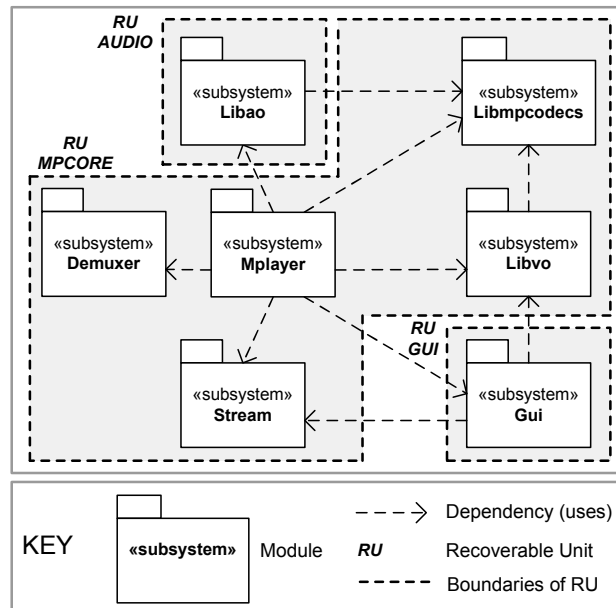 RU
AUDIO
«subsystem»
Libao
«subsystem»
Libmpcodecs
RU
MPCORE
«subsystem»
Demuxer
«subsystem»
Mplayer
«subsystem»
Libvo
RU
GUI
«subsystem»
Stream
«subsystem»
Gui
KEY
«subsystem»
Module
Dependency (uses)
RU Recoverable Unit
Boundaries of RU